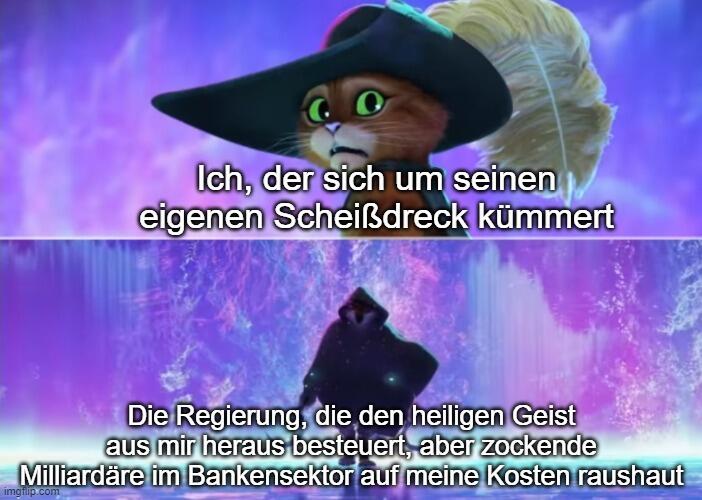 Ich, der sich um seinen
eigenen Scheißdreck kümmert
Die Regierung, die den heiligen Geist
aus mir heraus besteuert, aber zockende
Milliardäre im Bankensektor auf meine Kosten raushaut
imgflip.com